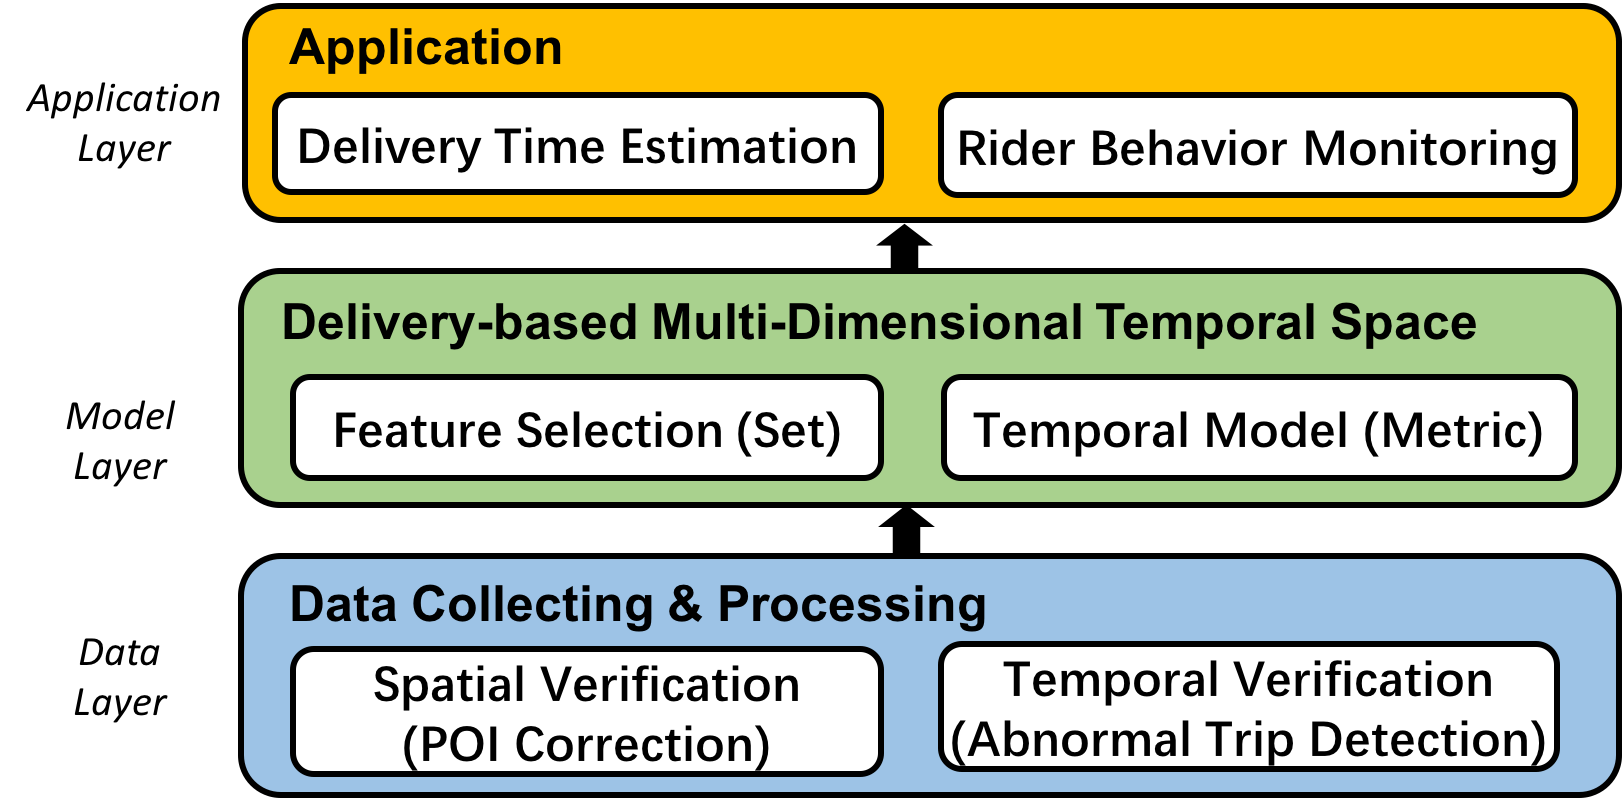 Application
Application
Layer
Delivery Time Estimation
Rider Behavior Monitoring
Delivery-based Multi-Dimensional Temporal Space
Model
Layer
Feature Selection (Set)
Temporal Model (Metric)
Data Collecting & Processing
Data
Layer
Spatial Verification
(POI Correction)
Temporal Verification
(Abnormal Trip Detection)